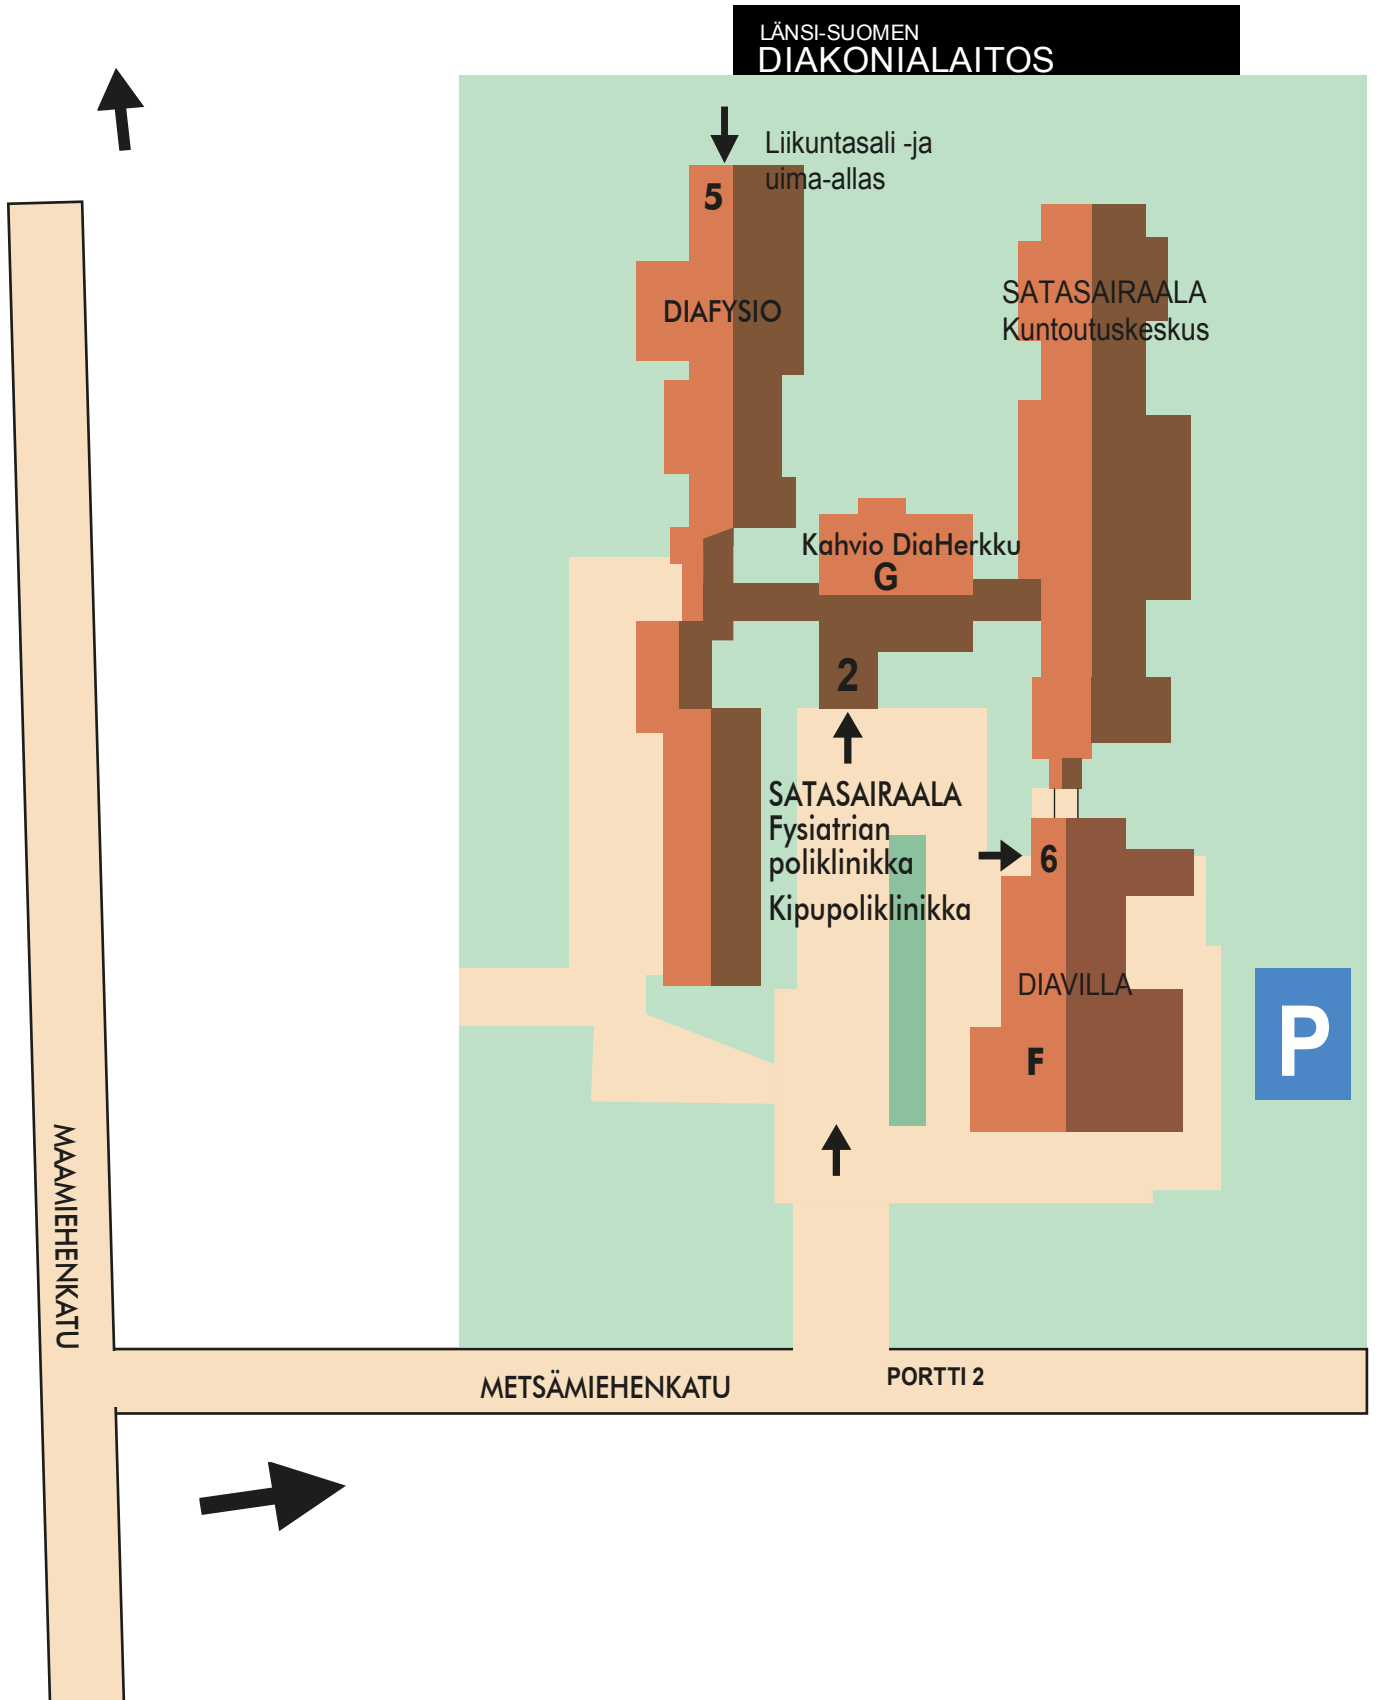 LÄNSI-SUOMEN
DIAKONIALAITOS
Liikuntasali -ja
uima-allas
5
DIAFYSIO
SATASAIRAALA
Kuntoutuskeskus
Kahvio DiaHerkku
G
2
SATASAIRAALA
Fysiatrian
poliklinikka
Kipupoliklinikka
6
DIAVILLA
F
P
MAAMIEHENKATU
METSÄMIEHENKATU
PORTTI 2